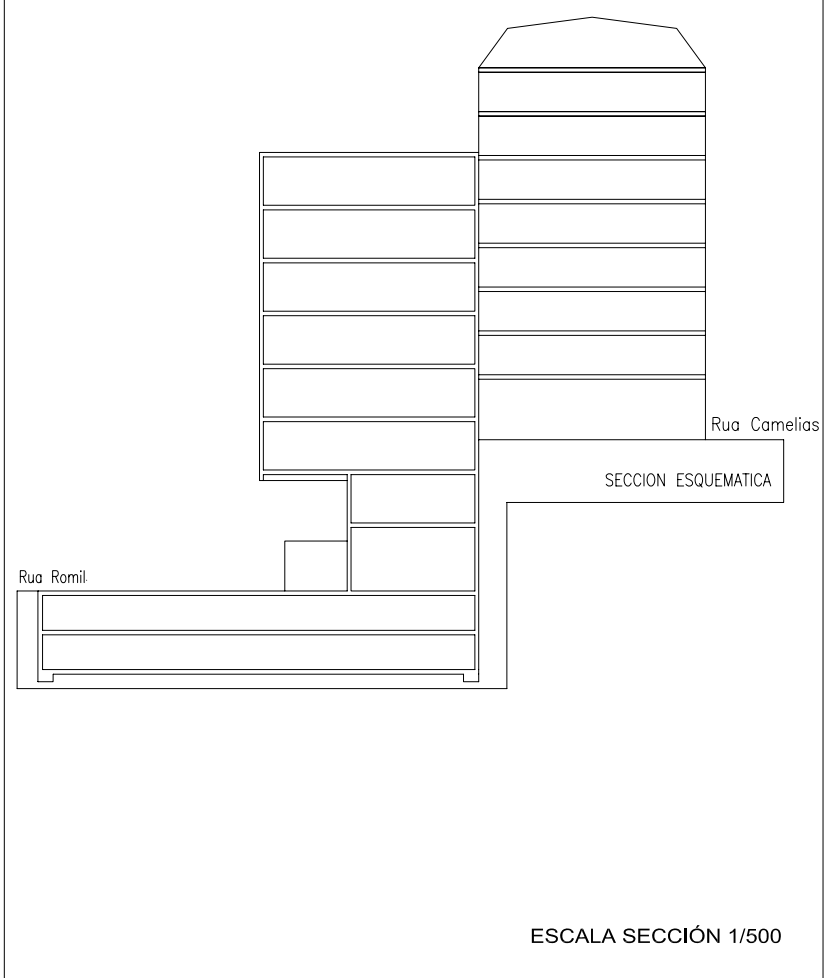 Rua Camelias
SECCION ESQUEMATICA
Rua Romil
ESCALA SECCIÓN 1/500